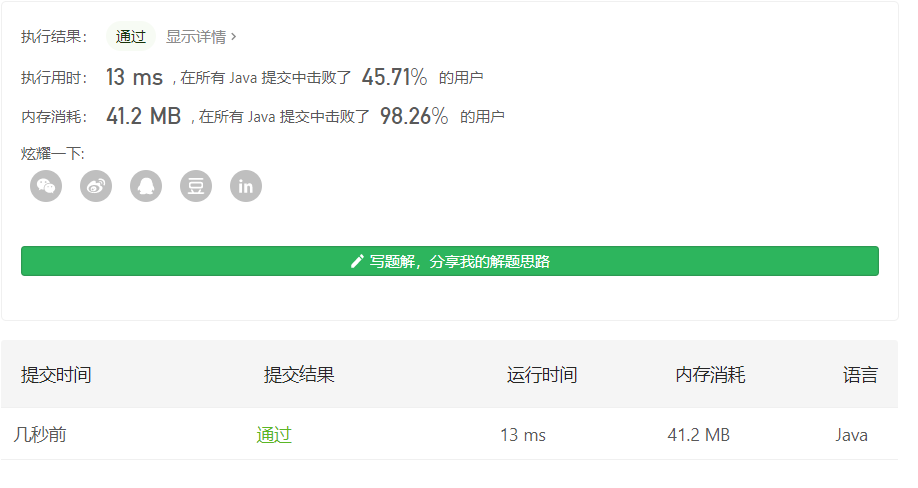 执行结果： 通过 显示详情 ›
执行用时： 13 ms , 在所有 Java 提交中击败了 45.71% 的用户
内存消耗： 41.2 MB , 在所有 Java 提交中击败了 98.26% 的用户
炫耀一下:
豆 in
写题解，分享我的解题思路
提交时间 提交结果 运行时间 内存消耗 语言
几秒前 通过 13 ms 41.2 MB Java